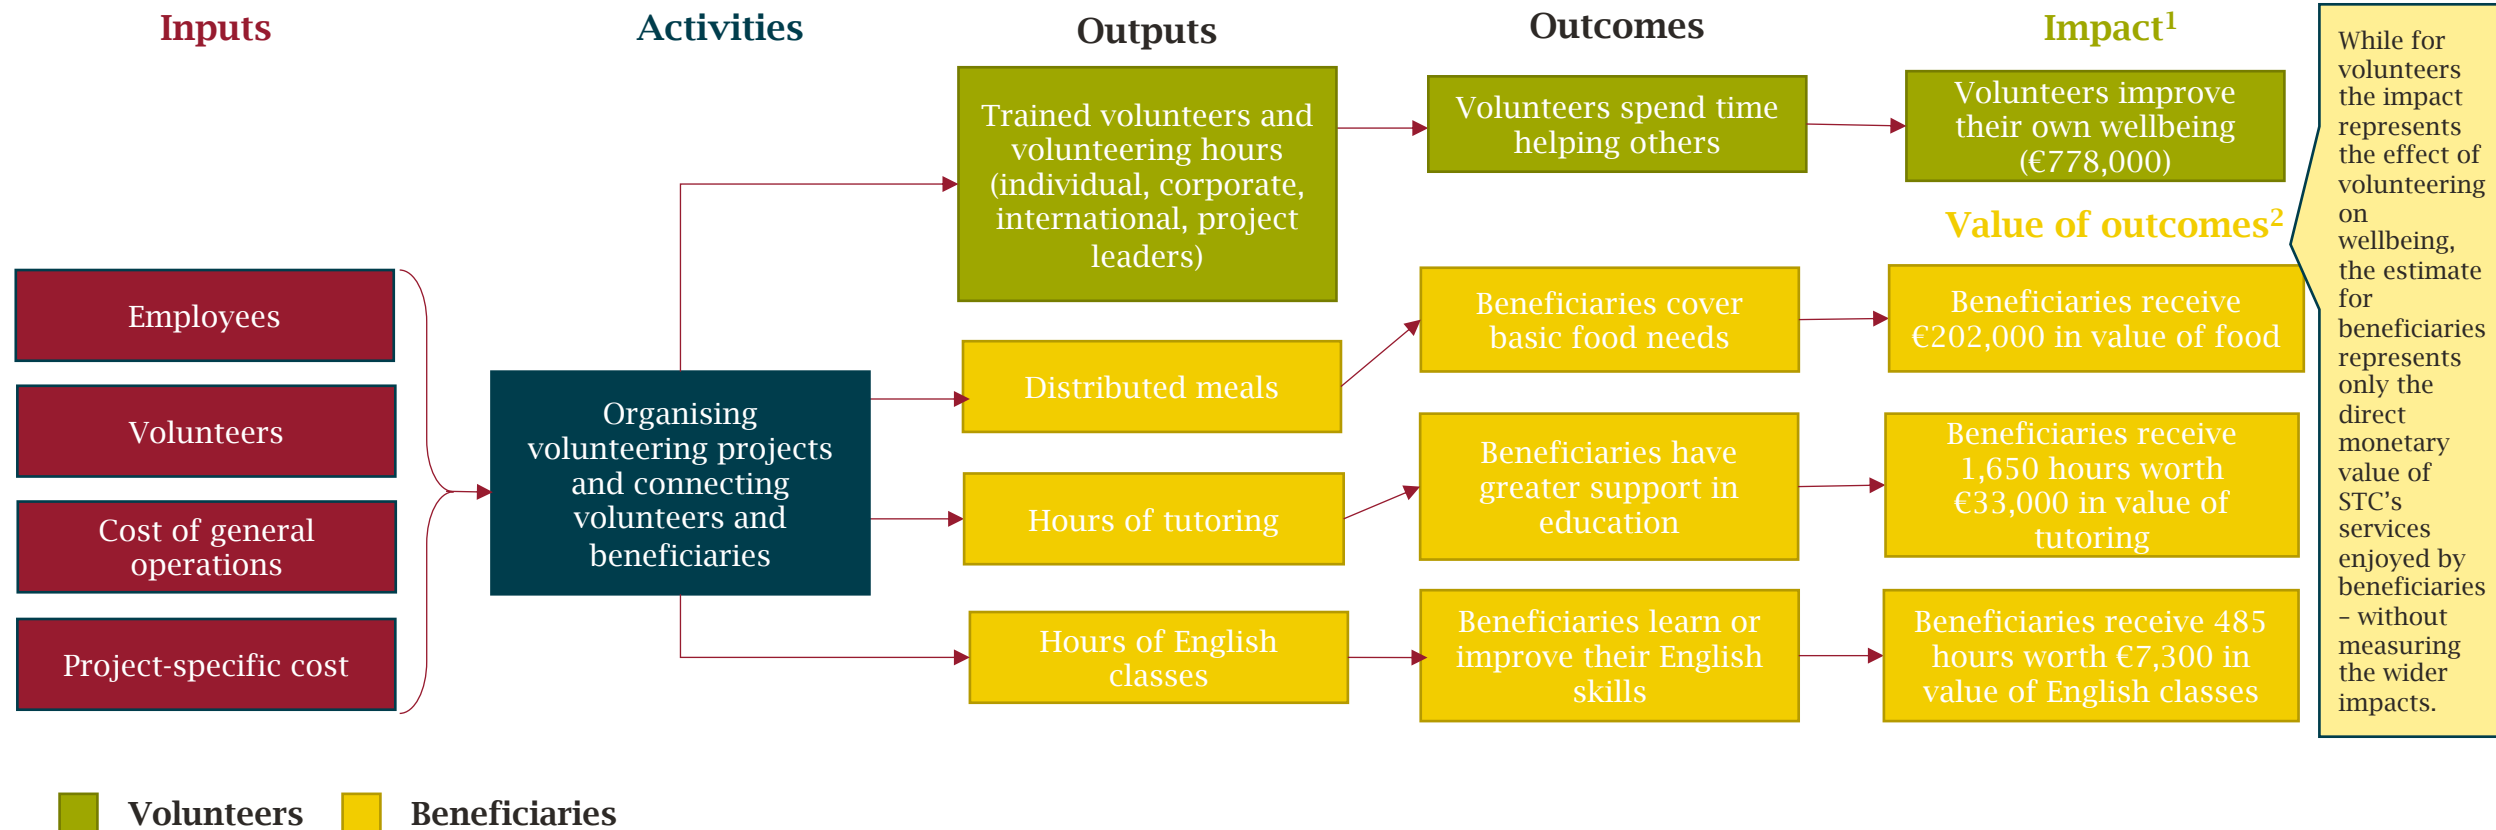 Inputs
Activities
Outputs
Outcomes
Impact¹
Employees
Volunteers
Cost of general
operations
Project-specific cost
Organising
volunteering projects
and connecting
volunteers and
beneficiaries
Trained volunteers and
volunteering hours
(individual, corporate,
international, project
leaders)
Distributed meals
Hours of tutoring
Hours of English
classes
Volunteers spend time
helping others
Beneficiaries cover
basic food needs
Beneficiaries have
greater support in
education
Beneficiaries learn or
improve their English
skills
Volunteers improve
their own wellbeing
(€778,000)
Value of outcomes²
Beneficiaries receive
€202,000 in value of food
Beneficiaries receive
1,650 hours worth
€33,000 in value of
tutoring
Beneficiaries receive 485
hours worth €7,300 in
value of English classes
While for
volunteers
the impact
represents
the effect of
volunteering
on
wellbeing,
the estimate
for
beneficiaries
represents
only the
direct
monetary
value of
STC’s
services
enjoyed by
beneficiaries
– without
measuring
the wider
impacts.
Volunteers
Beneficiaries